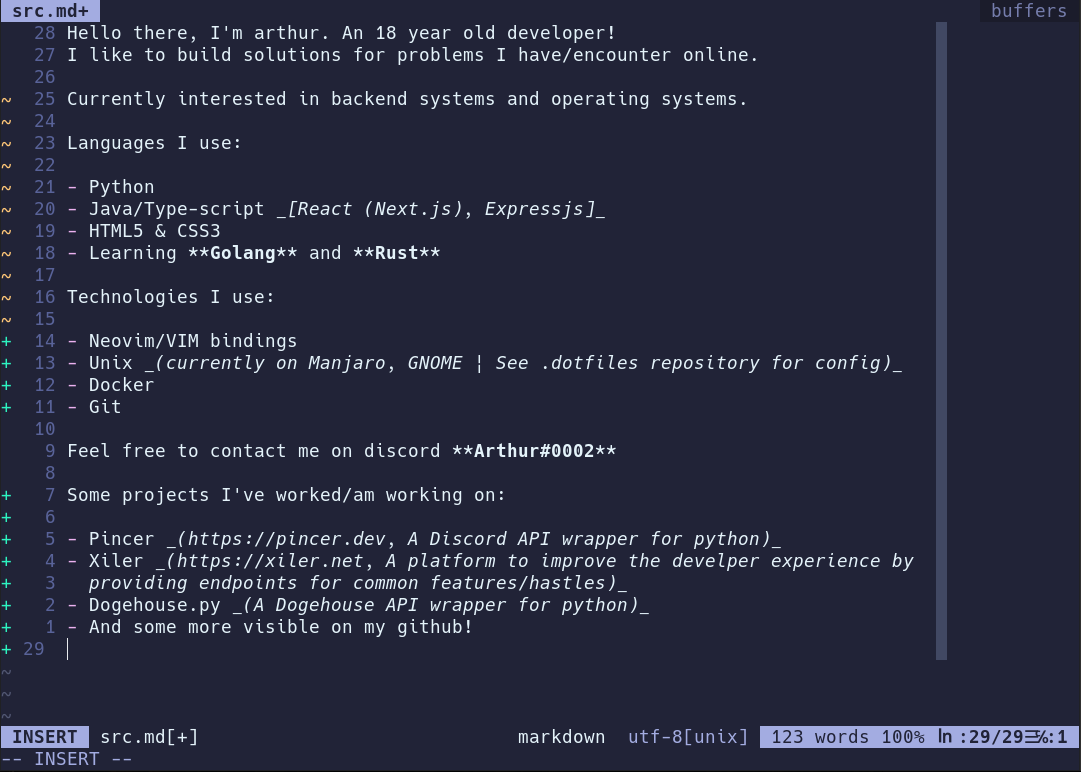 src.md+ buffers
28 Hello there, I'm arthur. An 18 year old developer!
27 I like to build solutions for problems I have/encounter online.
26
~ 25 Currently interested in backend systems and operating systems.
~ 24
~ 23 Languages I use:
~ 22
~ 21 - Python
~ 20 - Java/Type-script _[React (Next.js), Expressjs]_
~ 19 - HTML5 & CSS3
~ 18 - Learning **Golang** and **Rust**
~ 17
~ 16 Technologies I use:
~ 15
+ 14 - Neovim/VIM bindings
+ 13 - Unix _(currently on Manjaro, GNOME ¦ See .dotfiles repository for config)_
+ 12 - Docker
+ 11 - Git
10
9 Feel free to contact me on discord **Arthur#0002**
8
+ 7 Some projects I've worked/am working on:
+ 6
+ 5 - Pincer _(https://pincer.dev, A Discord API wrapper for python)_
+ 4 - Xiler _(https://xiler.net, A platform to improve the develper experience by
+ 3 providing endpoints for common features/hastles)_
+ 2 - Dogehouse.py _(A Dogehouse API wrapper for python)_
+ 1 - And some more visible on my github!
+ 29
~
~
~
INSERT src.md[+] markdown utf-8[unix] 123 words 100% ln :29/29☰℅:1
-- INSERT --